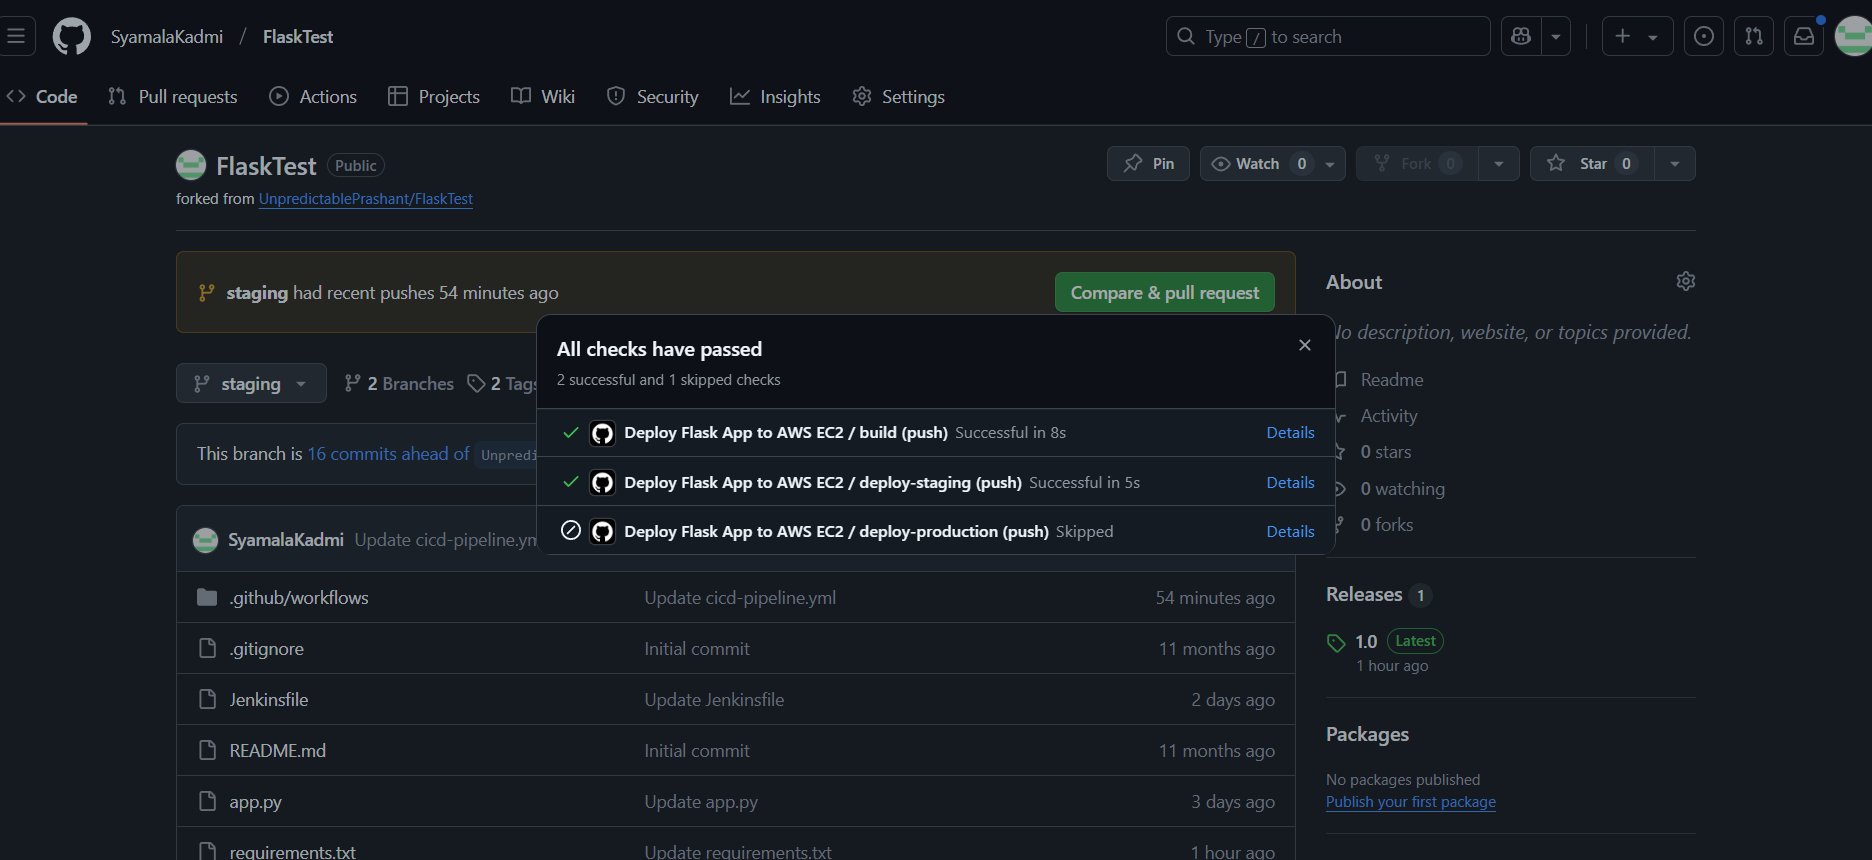 SyamalaKadmi / FlaskTest
Type / to search
Code Pull requests Actions Projects Wiki Security Insights Settings
FlaskTest Public
Pin Watch 0 Fork 0 Star 0
forked from UnpredictablePrashant/FlaskTest
staging had recent pushes 54 minutes ago Compare & pull request
staging 2 Branches 2 Tags
This branch is 16 commits ahead of
All checks have passed
2 successful and 1 skipped checks
Deploy Flask App to AWS EC2 / build (push) Successful in 8s Details
Deploy Flask App to AWS EC2 / deploy-staging (push) Successful in 5s Details
Deploy Flask App to AWS EC2 / deploy-production (push) Skipped Details
SyamalaKadmi Update cicd-pipeline.ym
.github/workflows Update cicd-pipeline.yml 54 minutes ago
.gitignore Initial commit 11 months ago
Jenkinsfile Update Jenkinsfile 2 days ago
README.md Initial commit 11 months ago
app.py Update app.py 3 days ago
requirements.txt Update requirements.txt 1 hour ago
About
No description, website, or topics provided.
Readme
Activity
0 stars
0 watching
0 forks
Releases 1
1.0 Latest
1 hour ago
Packages
No packages published
Publish your first package